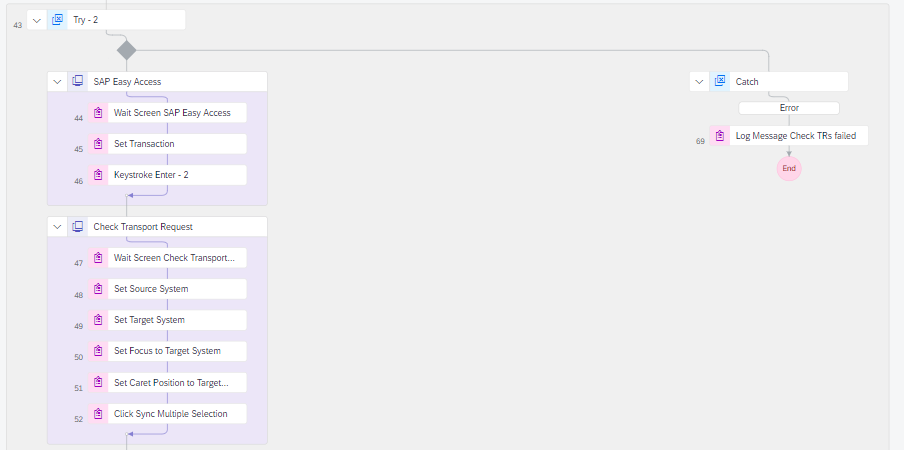 43 Try - 2
SAP Easy Access
44 Wait Screen SAP Easy Access
45 Set Transaction
46 Keystroke Enter - 2
Check Transport Request
47 Wait Screen Check Transport...
48 Set Source System
49 Set Target System
50 Set Focus to Target System
51 Set Caret Position to Target...
52 Click Sync Multiple Selection
Catch
Error
69 Log Message Check TRs failed
End